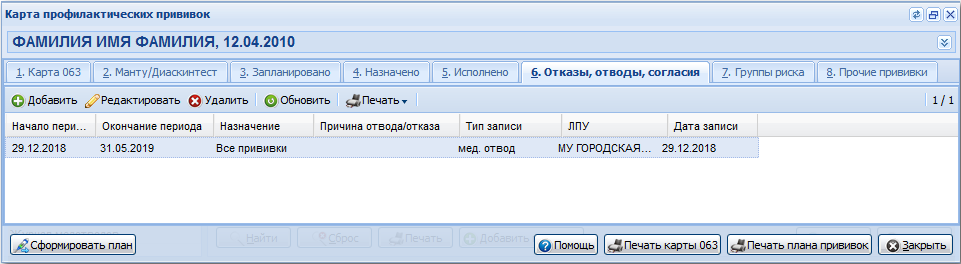 Карта профилактических прививок
ФАМИЛИЯ ИМЯ ФАМИЛИЯ, 12.04.2010
1. Карта 063 2. Манту/Диаскинтест 3. Запланировано 4. Назначено 5. Исполнено 6. Отказы, отводы, согласия 7. Группы риска 8. Прочие прививки
Добавить Редактировать Удалить Обновить Печать 1 / 1
Начало пери... Окончание периода Назначение Причина отвода/отказа Тип записи ЛПУ Дата записи
29.12.2018 31.05.2019 Все прививки мед. отвод МУ ГОРОДСКАЯ... 29.12.2018
Найти Сброс Печать Добавить
Сформировать план Помощь Печать карты 063 Печать плана прививок Закрыть